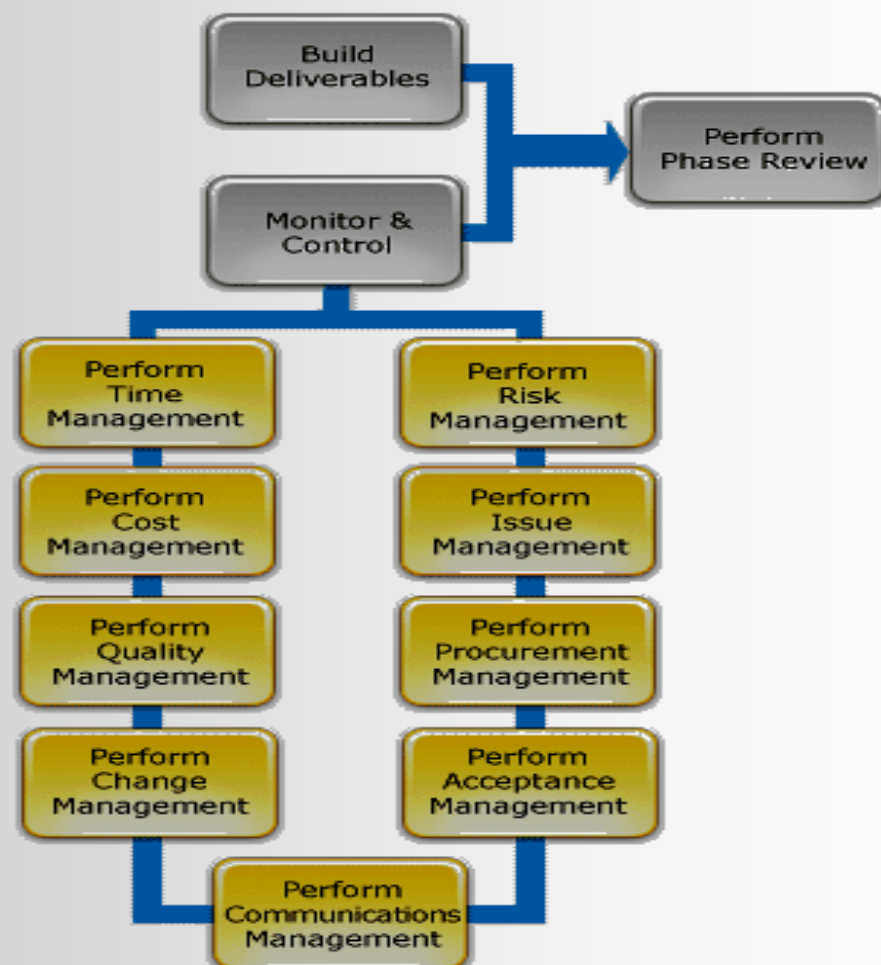 Build
Deliverables
Perform
Phase Review
Monitor &
Control
Perform
Time
Management
Perform
Risk
Management
Perform
Cost
Management
Perform
Issue
Management
Perform
Quality
Management
Perform
Procurement
Management
Perform
Change
Management
Perform
Acceptance
Management
Perform
Communications
Management